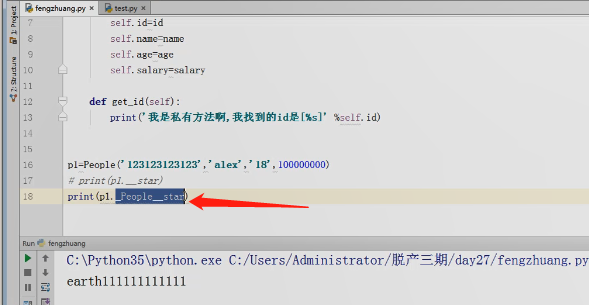 fengzhuang.py × test.py ×
1: Project
7: Structure
7 self.id=id
8 self.name=name
9 self.age=age
10 self.salary=salary
11
12 def get_id(self):
13 print('我是私有方法啊,我找到的id是[%s]' %self.id)
14
15
16 p1=People('123123123123','alex','18',100000000)
17 # print(p1.__star)
18 print(p1._People__star)
Run fengzhuang
C:\Python35\python.exe C:/Users/Administrator/脱产三期/day27/fengzhuang.py
earth111111111111